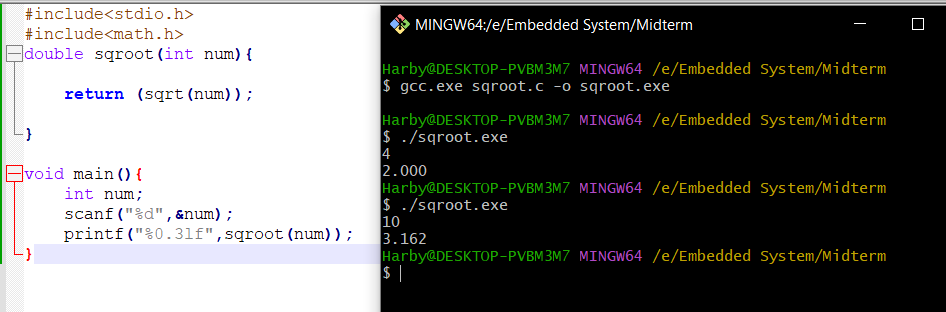 #include<stdio.h>
#include<math.h>
double sqroot(int num){
return (sqrt(num));
}
void main(){
int num;
scanf("%d",&num);
printf("%0.3lf",sqroot(num));
}
MINGW64:/e/Embedded System/Midterm
Harby@DESKTOP-PVBM3M7 MINGW64 /e/Embedded System/Midterm
$ gcc.exe sqroot.c -o sqroot.exe
Harby@DESKTOP-PVBM3M7 MINGW64 /e/Embedded System/Midterm
$ ./sqroot.exe
4
2.000
Harby@DESKTOP-PVBM3M7 MINGW64 /e/Embedded System/Midterm
$ ./sqroot.exe
10
3.162
Harby@DESKTOP-PVBM3M7 MINGW64 /e/Embedded System/Midterm
$